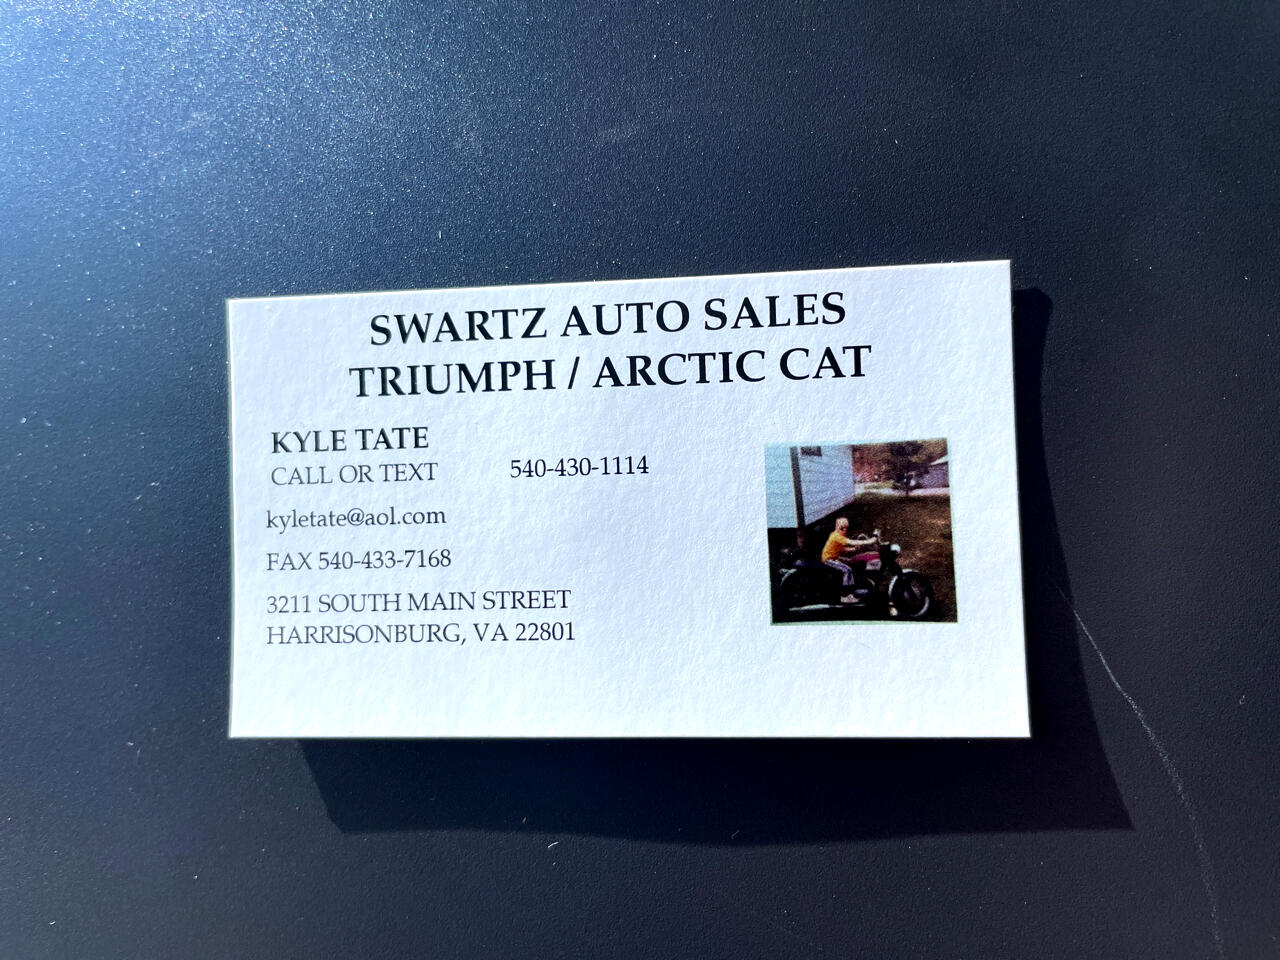 SWARTZ AUTO SALES
TRIUMPH / ARCTIC CAT
KYLE TATE
CALL OR TEXT 540-430-1114
kyletate@aol.com
FAX 540-433-7168
3211 SOUTH MAIN STREET
HARRISONBURG, VA 22801